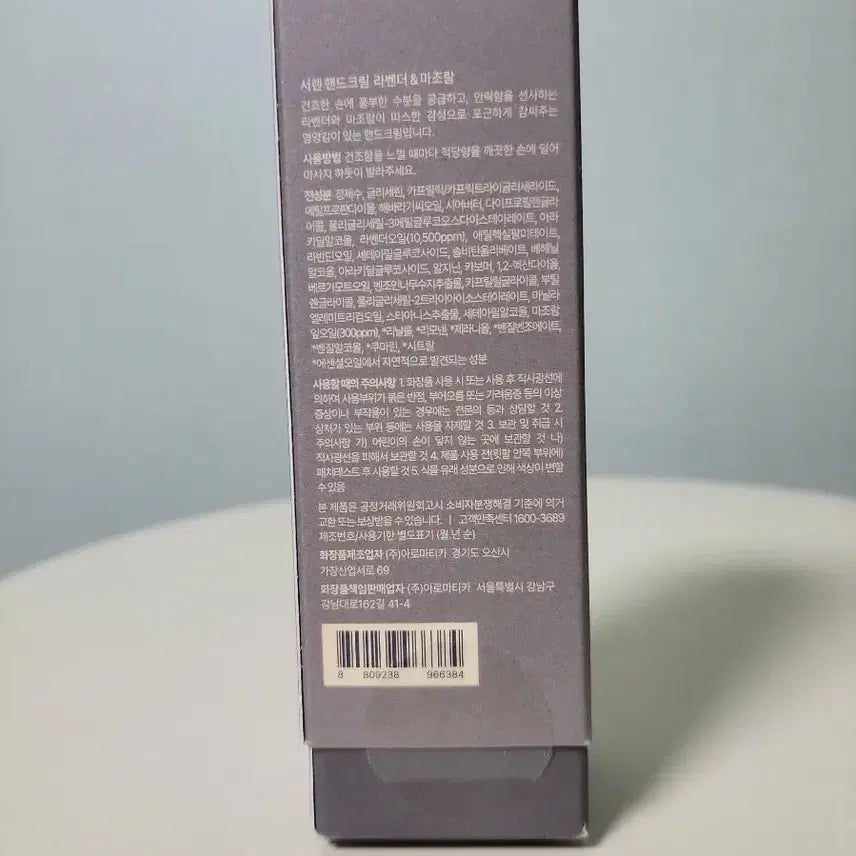 서렌 핸드크림 라벤더 & 마조람
건조한 손에 풍부한 수분을 공급하고, 안락함을 선사하는
라벤더와 마조람이 따스한 감성으로 포근하게 감싸주는
영양감이 있는 핸드크림입니다.
사용방법 건조함을 느낄 때마다 적당량을 깨끗한 손에 덜어
마사지 하듯이 발라주세요.
전성분 정제수, 글리세린, 카프릴릭/카프릭트라이글리세라이드,
메틸프로판다이올, 해바라기씨오일, 시어버터, 다이프로필렌글라
이콜, 폴리글리세릴-3메틸글루코오스다이스테아레이트, 아라
키딜알코올, 라벤더오일(10,500ppm), 에틸헥실팔미테이트,
라반딘오일, 세테아릴글루코사이드, 솔비탄올리베이트, 베헤닐
알코올, 아라키딜글루코사이드, 알지닌, 카보머, 1,2-헥산다이올,
베르가모트오일, 벤조인나무수지추출물, 카프릴릴글라이콜, 부틸
렌글라이콜, 폴리글리세릴-2트리아이소스테아레이트, 마닐라
엘레미트리검오일, 스티아니스추출물, 세테아릴알코올, 마조람
잎오일(300ppm), *리날룰, *리모넨, *제라니올, *벤질벤조에이트,
*벤질알코올, *쿠마린, *시트랄
*에센셜오일에서 자연적으로 발견되는 성분
사용할 때의 주의사항 1. 화장품 사용 시 또는 사용 후 직사광선에
의하여 사용부위가 붉은 반점, 부어오름 또는 가려움증 등의 이상
증상이나 부작용이 있는 경우에는 전문의 등과 상담할 것 2.
상처가 있는 부위 등에는 사용을 자제할 것 3. 보관 및 취급 시
주의사항 가) 어린이의 손이 닿지 않는 곳에 보관할 것 나)
직사광선을 피해서 보관할 것 4. 제품 사용 전(윗팔 안쪽 부위에)
패치테스트 후 사용할 것 5. 식물 유래 성분으로 인해 색상이 변할
수 있음
본 제품은 공정거래위원회고시 소비자분쟁해결 기준에 의거
교환 또는 보상받을 수 있습니다. | 고객만족센터 1600-3689
제조번호/사용기한 별도표기 (월,년 순)
화장품제조업자 (주)아로마티카 경기도 오산시
가장산업서로 69
화장품책임판매업자 (주)아로마티카 서울특별시 강남구
강남대로162길 41-4
8 809238 966384